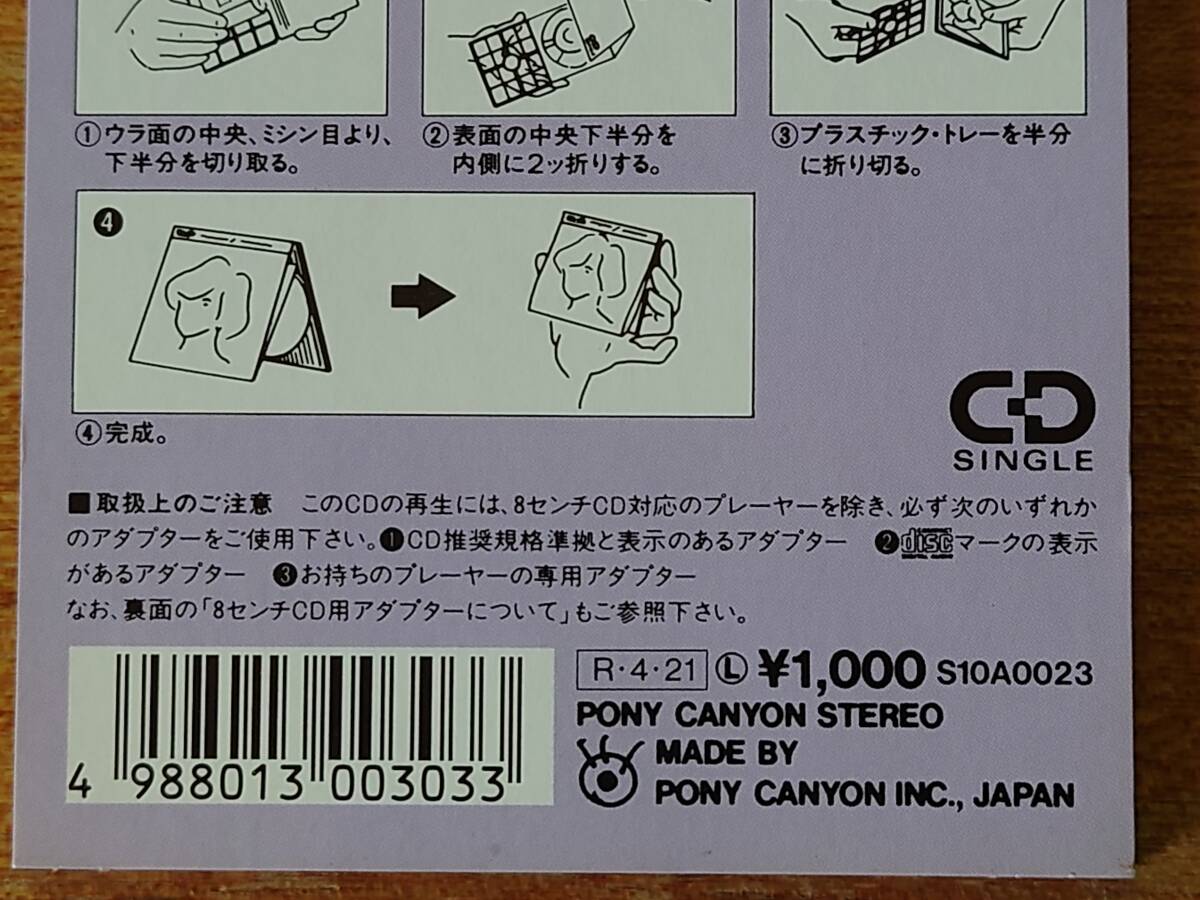 ①ウラ面の中央、ミシン目より、
下半分を切り取る。
②表面の中央下半分を
内側に2ッ折りする。
③プラスチック・トレーを半分
に折り切る。
❹
④完成。
CD
SINGLE
■取扱上のご注意 このCDの再生には、8センチCD対応のプレーヤーを除き、必ず次のいずれか
のアダプターをご使用下さい。❶CD推奨規格準拠と表示のあるアダプター ❷discマークの表示
があるアダプター ❸お持ちのプレーヤーの専用アダプター
なお、裏面の「8センチCD用アダプターについて」もご参照下さい。
R・4・21 Ⓛ ¥1,000 S10A0023
PONY CANYON STEREO
MADE BY
PONY CANYON INC., JAPAN
4 988013 003033